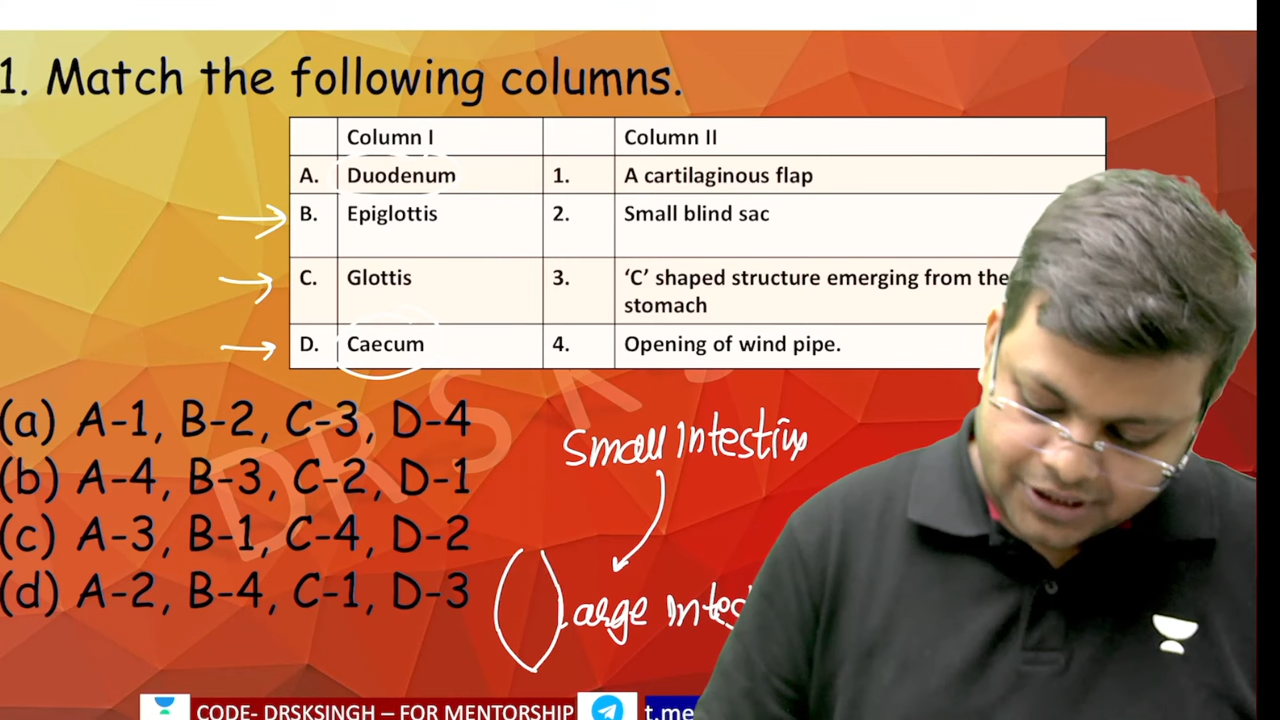 1. Match the following columns.
Column I Column II
A. Duodenum 1. A cartilaginous flap
B. Epiglottis 2. Small blind sac
C. Glottis 3. ‘C’ shaped structure emerging from the
stomach
D. Caecum 4. Opening of wind pipe.
(a) A-1, B-2, C-3, D-4
(b) A-4, B-3, C-2, D-1
(c) A-3, B-1, C-4, D-2
(d) A-2, B-4, C-1, D-3
DRSK
Small Intestine
Large
CODE- DRSKSINGH – FOR MENTORSHIP t.me